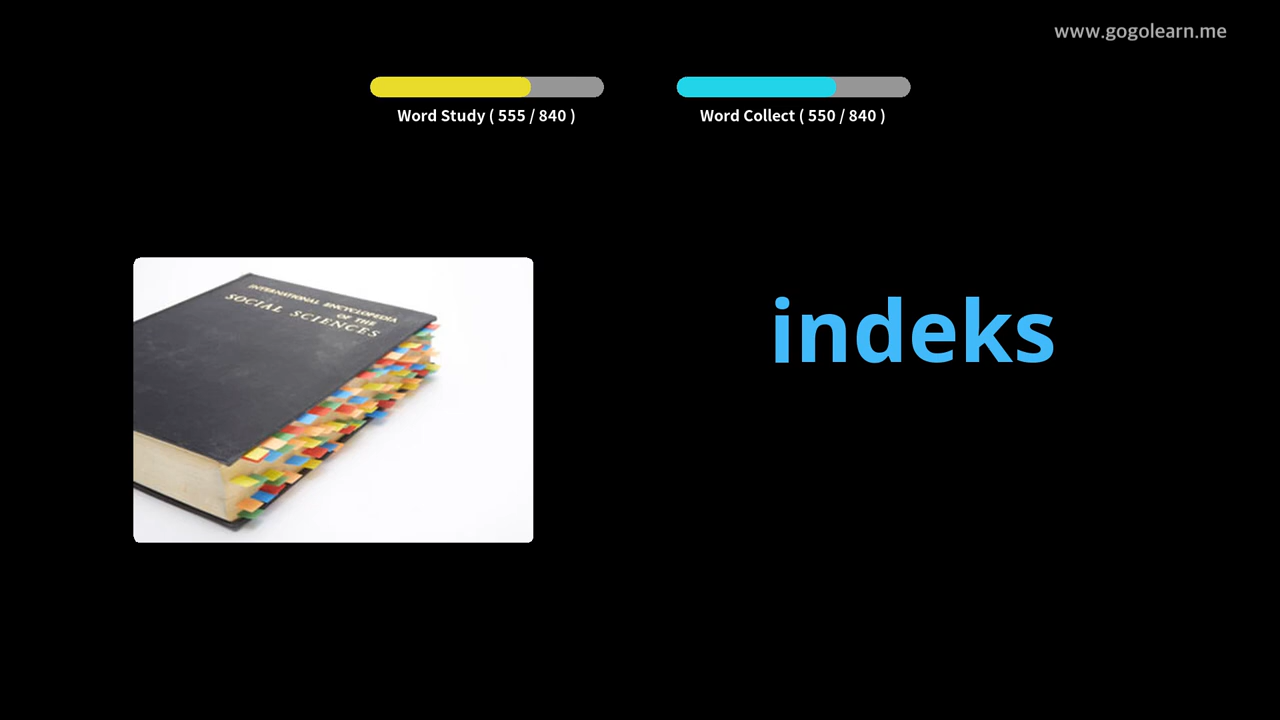 www.gogolearn.me
Word Study ( 555 / 840 )
Word Collect ( 550 / 840 )
INTERNATIONAL ENCYCLOPEDIA
OF THE
SOCIAL SCIENCES
indeks